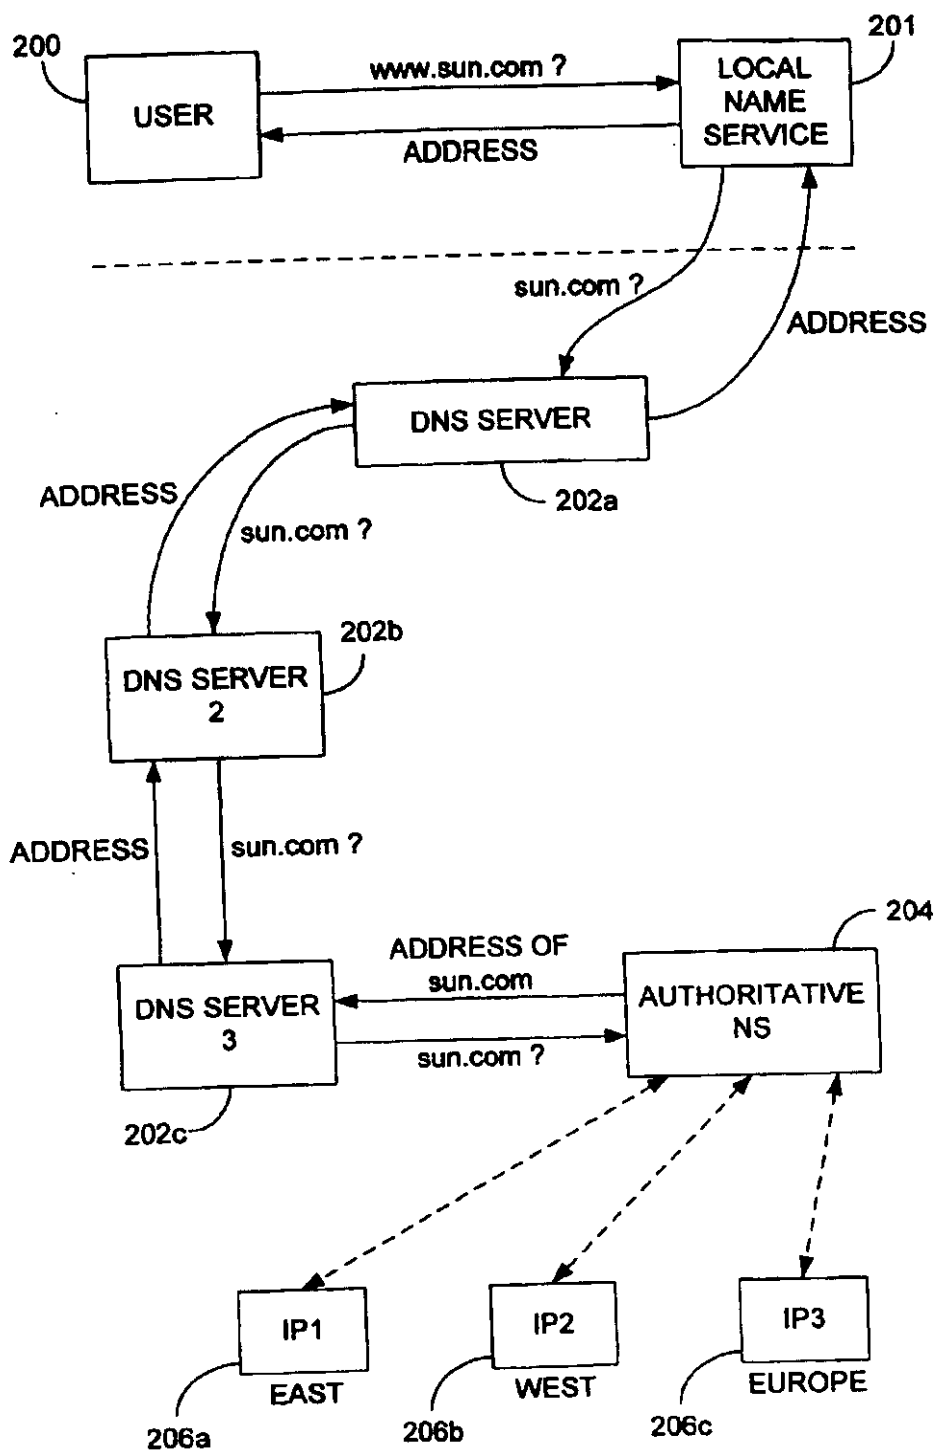 200
201
www.sun.com ?
USER
LOCAL
NAME
SERVICE
ADDRESS
sun.com ?
ADDRESS
DNS SERVER
202a
ADDRESS
sun.com ?
202b
DNS SERVER
2
ADDRESS
sun.com ?
204
ADDRESS OF
sun.com
DNS SERVER
3
AUTHORITATIVE
NS
sun.com ?
202c
IP1
IP2
IP3
EAST
WEST
EUROPE
206a
206b
206c